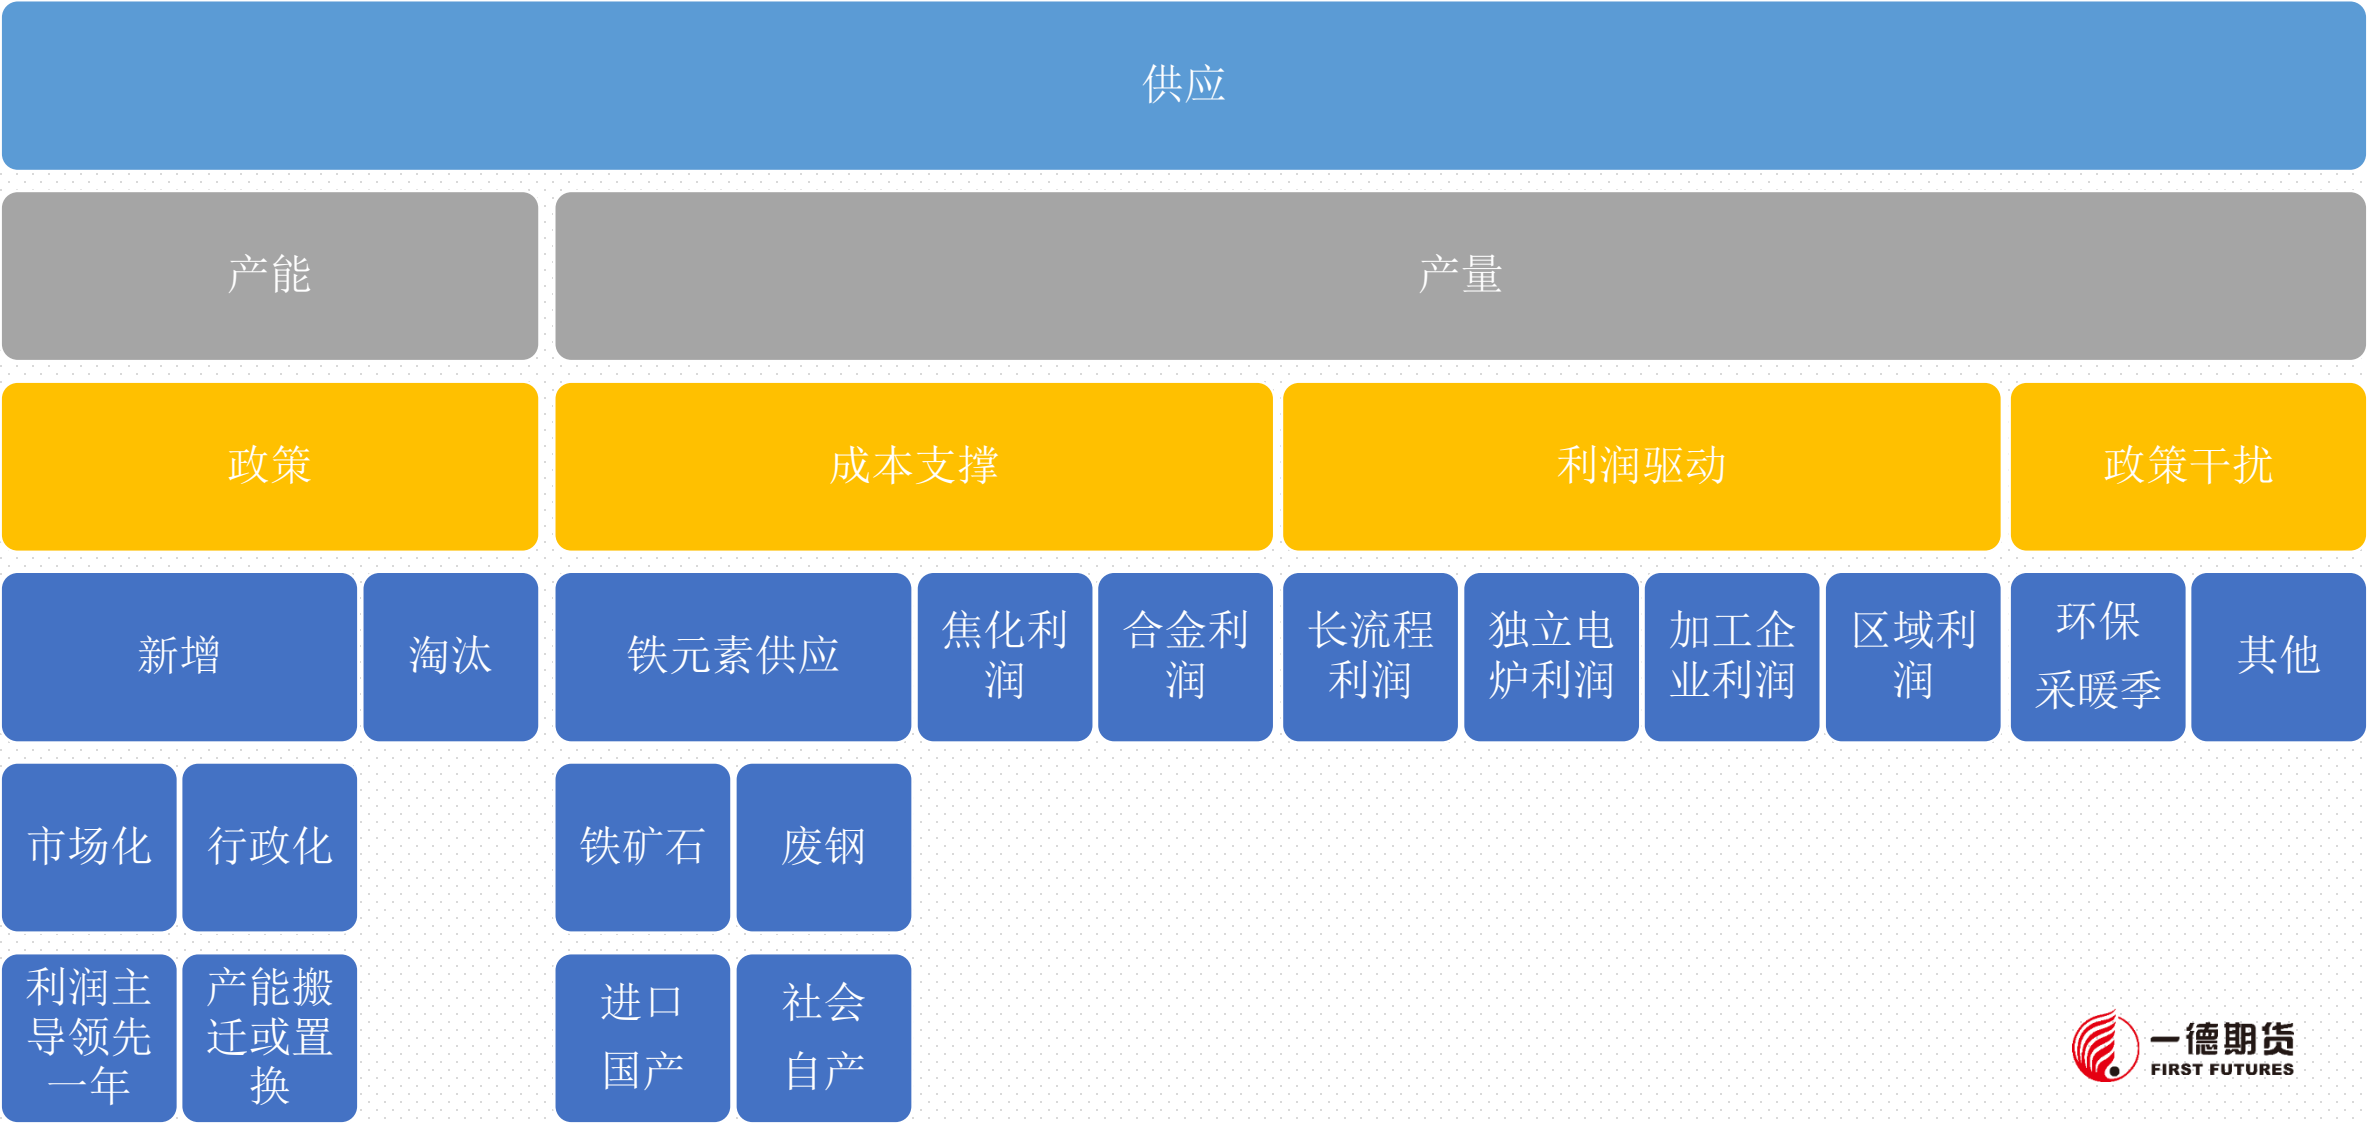 供应
产能
产量
政策
成本支撑
利润驱动
政策干扰
新增
淘汰
铁元素供应
焦化利
润
合金利
润
长流程
利润
独立电
炉利润
加工企
业利润
区域利
润
环保
采暖季
其他
市场化
行政化
铁矿石
废钢
利润主
导领先
一年
产能搬
迁或置
换
进口
国产
社会
自产
一德期货
FIRST FUTURES